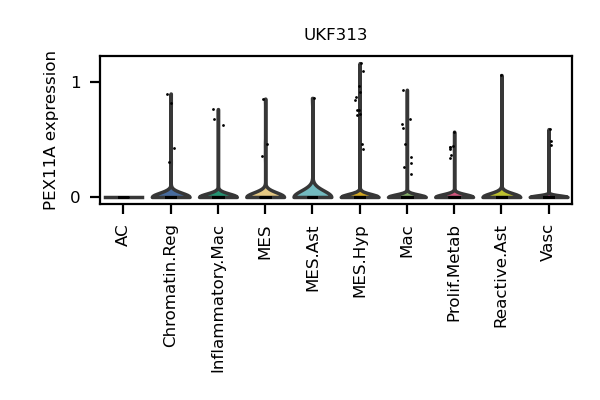 UKF313
PEX11A expression
1
0
AC
Chromatin.Reg
Inflammatory.Mac
MES
MES.Ast
MES.Hyp
Mac
Prolif.Metab
Reactive.Ast
Vasc